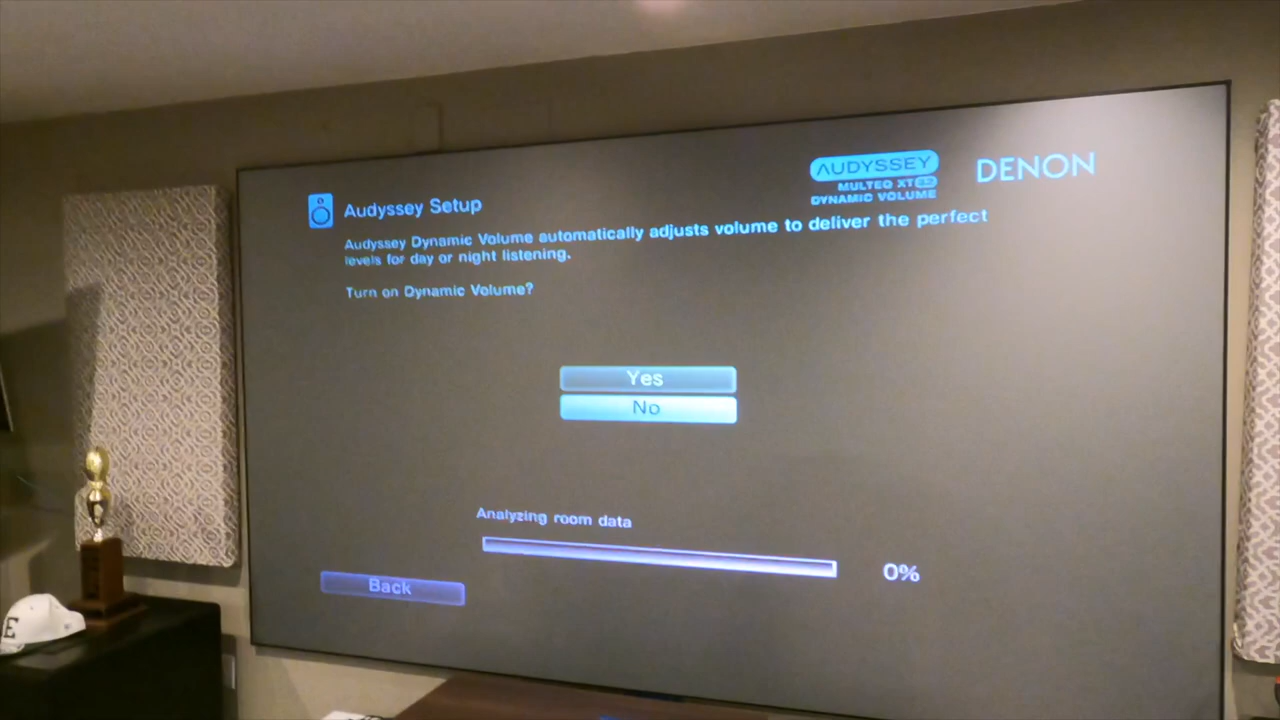 AUDYSSEY
MULTEQ XT32
DYNAMIC VOLUME
DENON
Audyssey Setup
Audyssey Dynamic Volume automatically adjusts volume to deliver the perfect
levels for day or night listening.
Turn on Dynamic Volume?
Yes
No
Analyzing room data
0%
Back
E